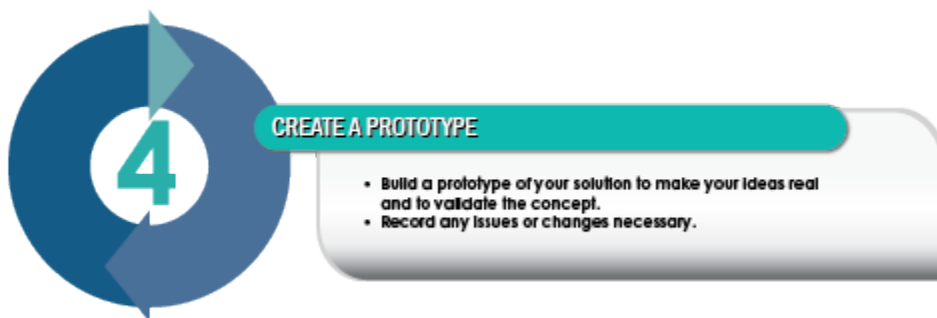 4
CREATE A PROTOTYPE
• Build a prototype of your solution to make your ideas real
and to validate the concept.
• Record any issues or changes necessary.